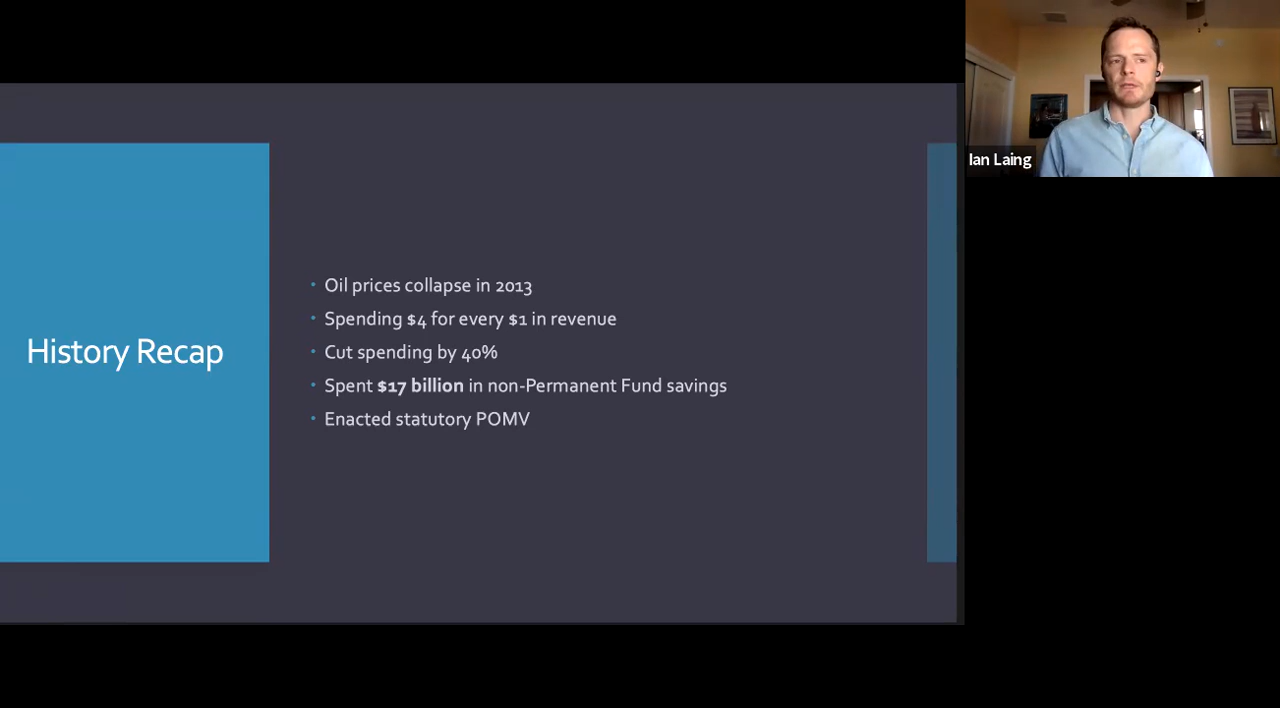 History Recap
Oil prices collapse in 2013
Spending $4 for every $1 in revenue
Cut spending by 40%
Spent $17 billion in non-Permanent Fund savings
Enacted statutory POMV
Ian Laing